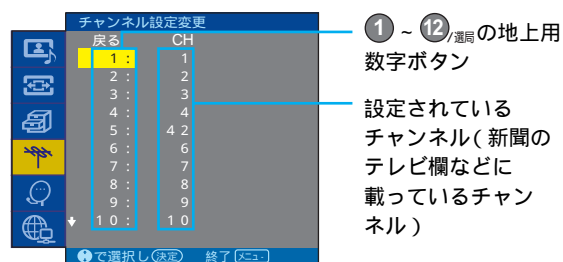 チャンネル設定変更
戻る CH
1: 1
2: 2
3: 3
4: 4
5: 42
6: 6
7: 7
8: 8
9: 9
10: 10
で選択し 決定 終了 メニュー
1 ~ 12/選局の地上用
数字ボタン
設定されている
チャンネル(新聞の
テレビ欄などに
載っているチャン
ネル)